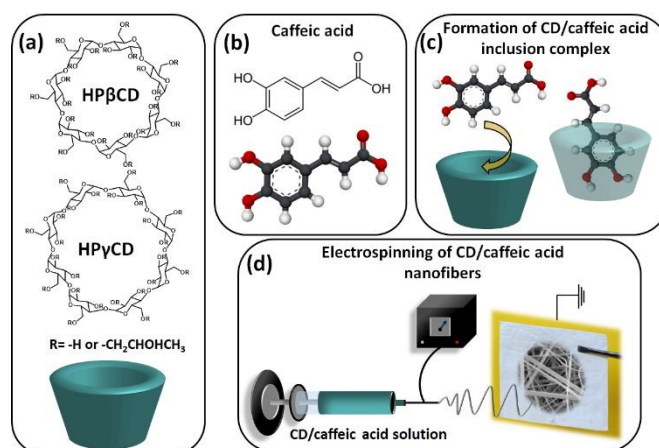 (a)
HPβCD
HPγCD
R= -H or -CH₂CHOHCH₃
(b)
Caffeic acid
HO
HO
O
OH
(c)
Formation of CD/caffeic acid
inclusion complex
(d)
Electrospinning of CD/caffeic acid
nanofibers
CD/caffeic acid solution